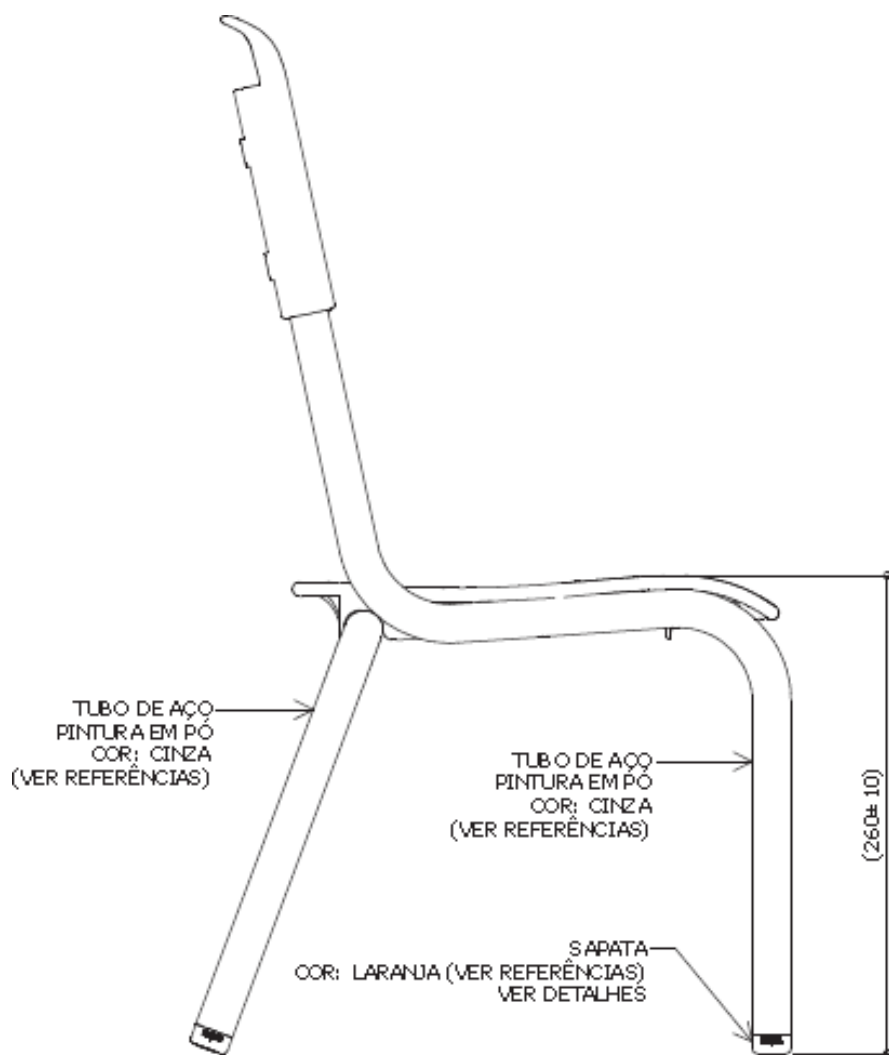 TUBO DE AÇO
PINTURA EM PÓ
COR: CINZA
(VER REFERÊNCIAS)
TUBO DE AÇO
PINTURA EM PÓ
COR: CINZA
(VER REFERÊNCIAS)
(260±10)
SAPATA
COR: LARANJA (VER REFERÊNCIAS)
VER DETALHES